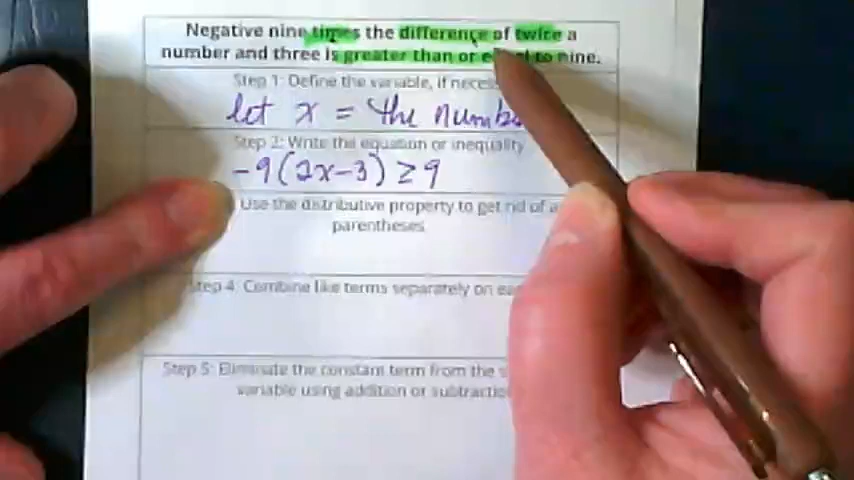 Negative nine times the difference of twice a
number and three is greater than or equal to nine.
Step 1: Define the variable, if neces
let x = the numb
Step 2: Write the equation or inequality
-9(2x-3) ≥ 9
Use the distributive property to get rid of a
parentheses
Step 4: Combine like terms separately on ea
Step 5: Eliminate the constant term from the s
variable using addition or subtractio